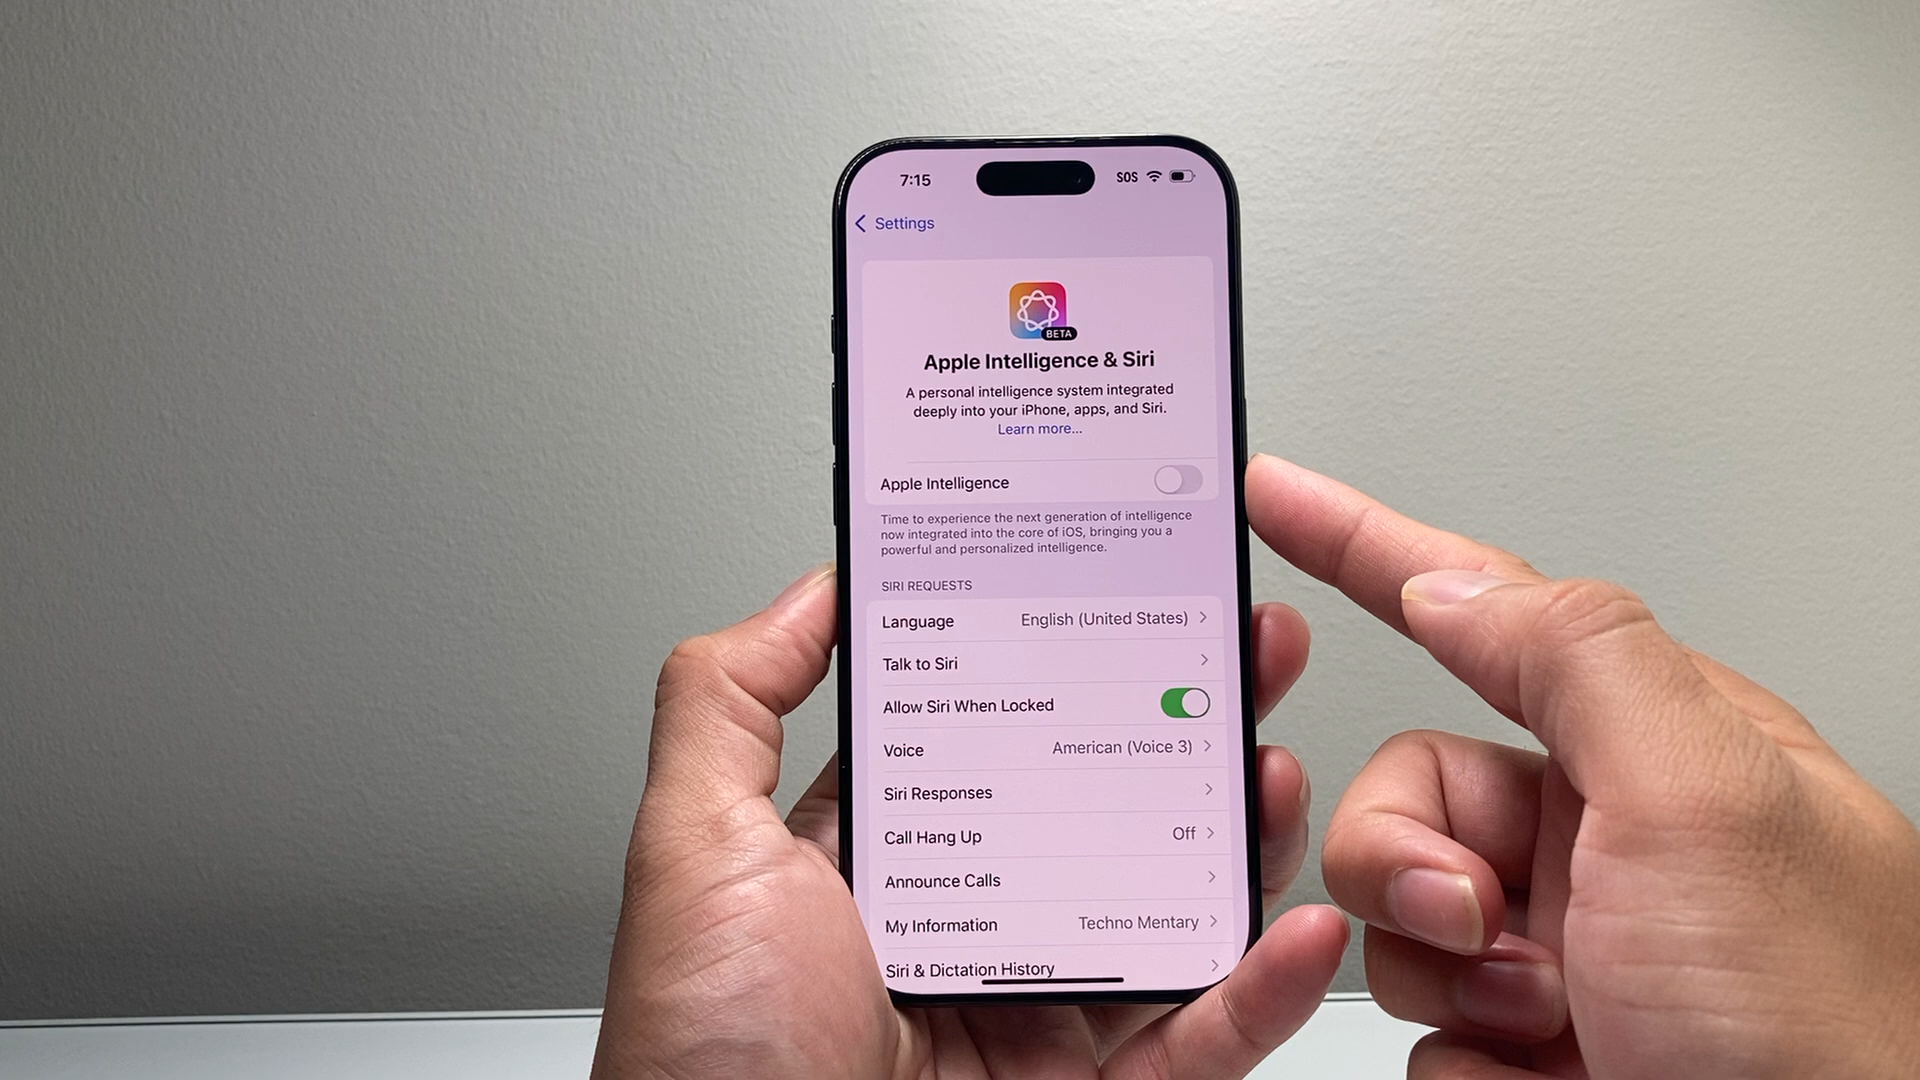 7:15 SOS
Settings
BETA
Apple Intelligence & Siri
A personal intelligence system integrated
deeply into your iPhone, apps, and Siri.
Learn more...
Apple Intelligence
Time to experience the next generation of intelligence
now integrated into the core of iOS, bringing you a
powerful and personalized intelligence.
SIRI REQUESTS
Language English (United States)
Talk to Siri
Allow Siri When Locked
Voice American (Voice 3)
Siri Responses
Call Hang Up Off
Announce Calls
My Information Techno Mentary
Siri & Dictation History